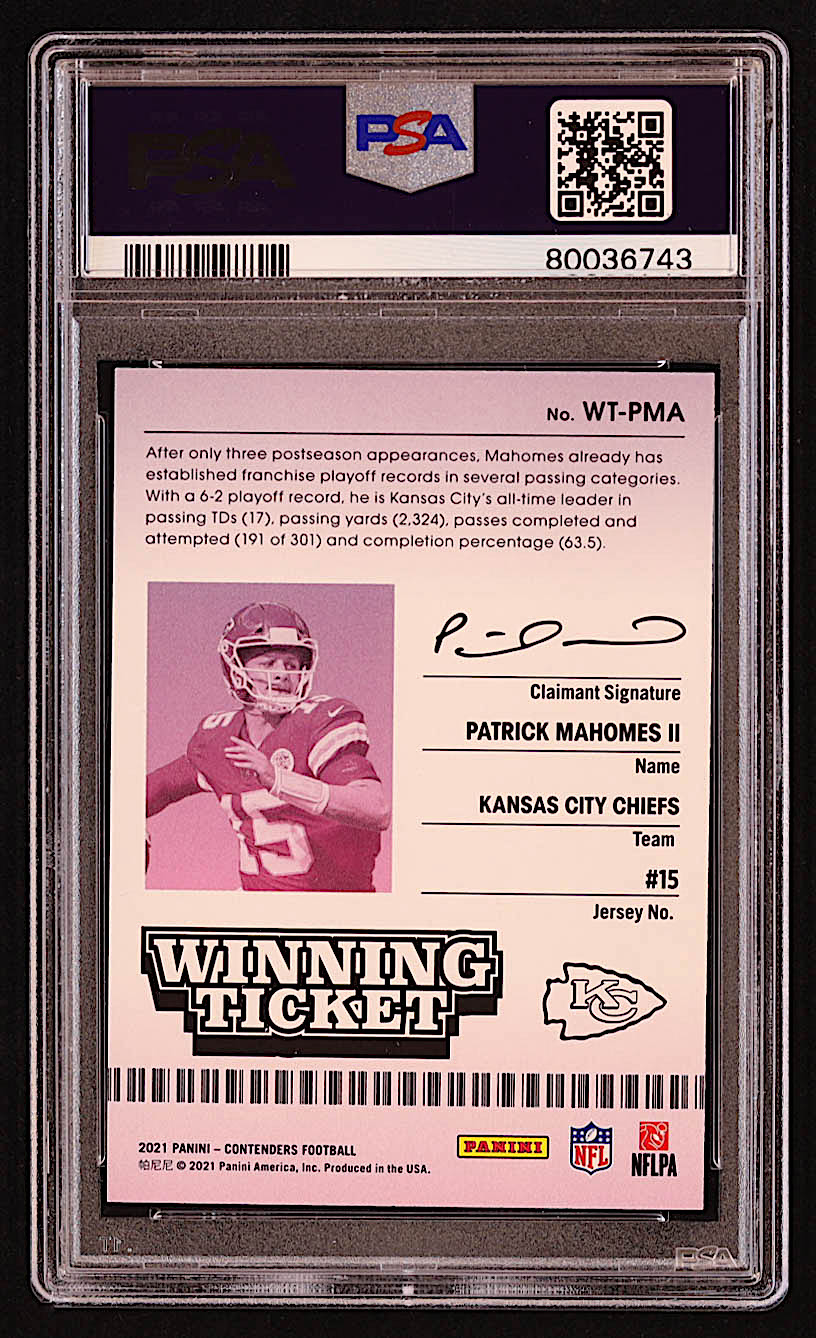 PSA
PSA
80036743
No. WT-PMA
After only three postseason appearances, Mahomes already has
established franchise playoff records in several passing categories.
With a 6-2 playoff record, he is Kansas City's all-time leader in
passing TDs (17), passing yards (2,324), passes completed and
attempted (191 of 301) and completion percentage (63.5).
15
15
Claimant Signature
PATRICK MAHOMES II
Name
KANSAS CITY CHIEFS
Team
#15
Jersey No.
WINNING
TICKET
KC
2021 PANINI – CONTENDERS FOOTBALL
帕尼尼 © 2021 Panini America, Inc. Produced in the USA.
PANINI
NFL
NFLPA
PSA